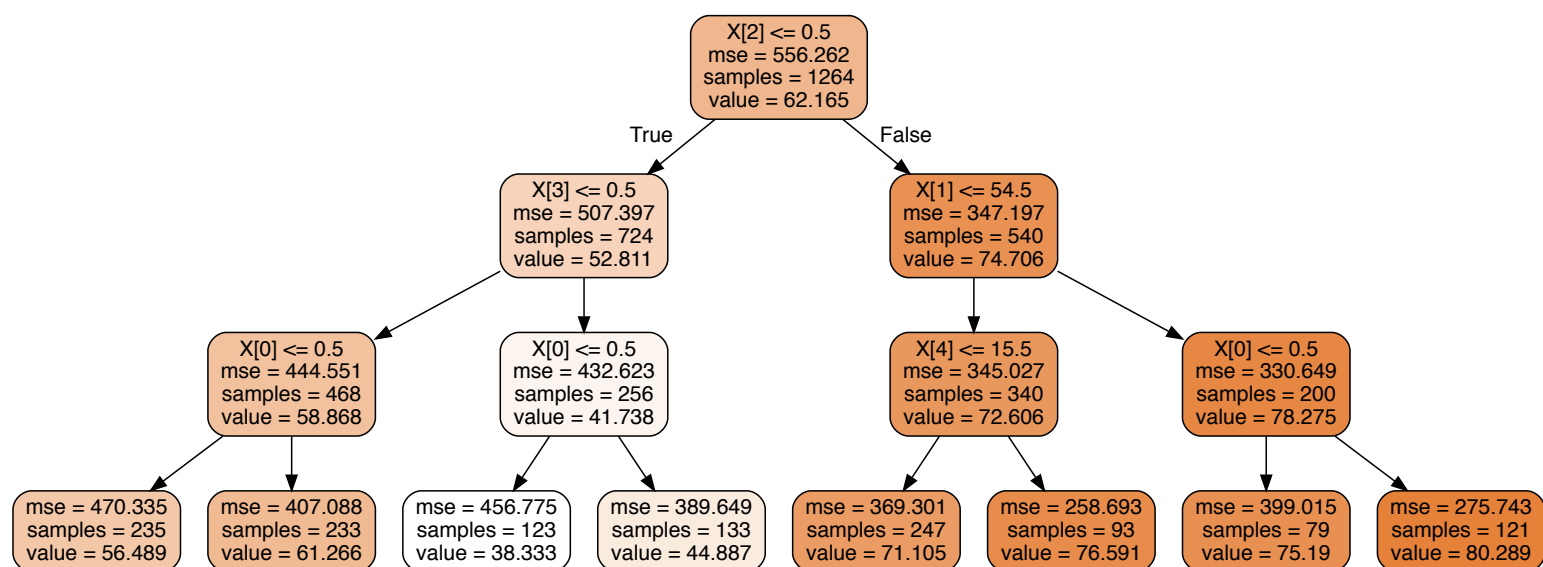 X[2] <= 0.5
mse = 556.262
samples = 1264
value = 62.165
True
False
X[3] <= 0.5
mse = 507.397
samples = 724
value = 52.811
X[1] <= 54.5
mse = 347.197
samples = 540
value = 74.706
X[0] <= 0.5
mse = 444.551
samples = 468
value = 58.868
X[0] <= 0.5
mse = 432.623
samples = 256
value = 41.738
X[4] <= 15.5
mse = 345.027
samples = 340
value = 72.606
X[0] <= 0.5
mse = 330.649
samples = 200
value = 78.275
mse = 470.335
samples = 235
value = 56.489
mse = 407.088
samples = 233
value = 61.266
mse = 456.775
samples = 123
value = 38.333
mse = 389.649
samples = 133
value = 44.887
mse = 369.301
samples = 247
value = 71.105
mse = 258.693
samples = 93
value = 76.591
mse = 399.015
samples = 79
value = 75.19
mse = 275.743
samples = 121
value = 80.289